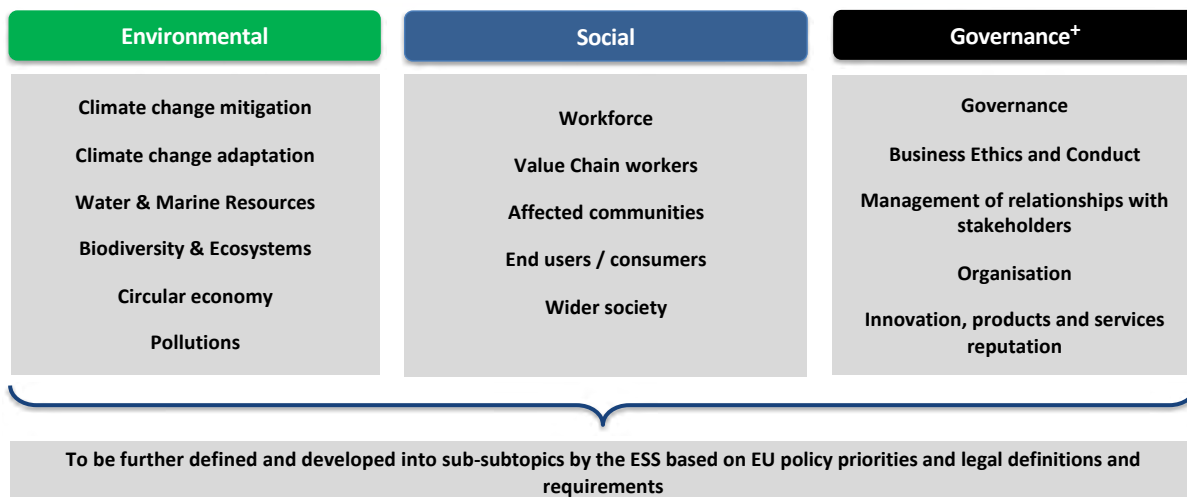 Environmental
Climate change mitigation
Climate change adaptation
Water & Marine Resources
Biodiversity & Ecosystems
Circular economy
Pollutions
Social
Workforce
Value Chain workers
Affected communities
End users / consumers
Wider society
Governance+
Governance
Business Ethics and Conduct
Management of relationships with
stakeholders
Organisation
Innovation, products and services
reputation
To be further defined and developed into sub-subtopics by the ESS based on EU policy priorities and legal definitions and
requirements